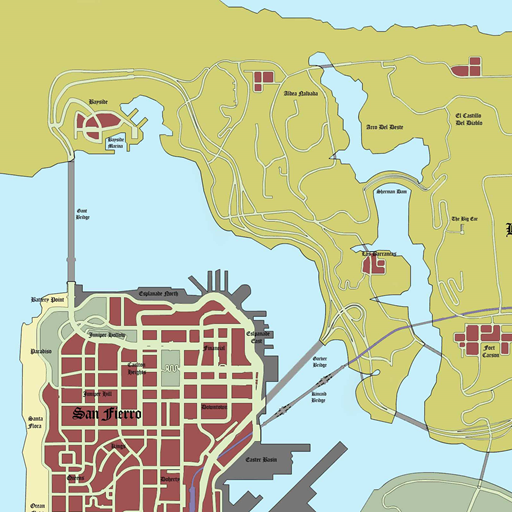 Bayside
Bayside
Marina
Aldea Malvada
El Castillo
Del Diablo
Arco Del Oeste
Sherman Dam
Gant
Bridge
The Big Ear
Las Barrancas
Esplanade North
Battery Point
Juniper Hollow
Esplanade
East
Financial
Paradiso
Fort
Carson
Garver
Bridge
Calton
Heights
Juniper Hill
Kincaid
Bridge
Downtown
San Fierro
Santa
Flora
Kings
Easter Basin
Queens
Doherty
Ocean